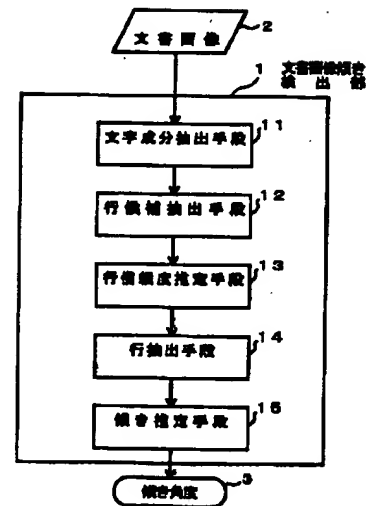 2
文書画像
1 文書画像傾き
検出部
文字成分抽出手段
11
行候補抽出手段
12
行信頼度推定手段
13
行抽出手段
14
傾き推定手段
15
傾き角度
3